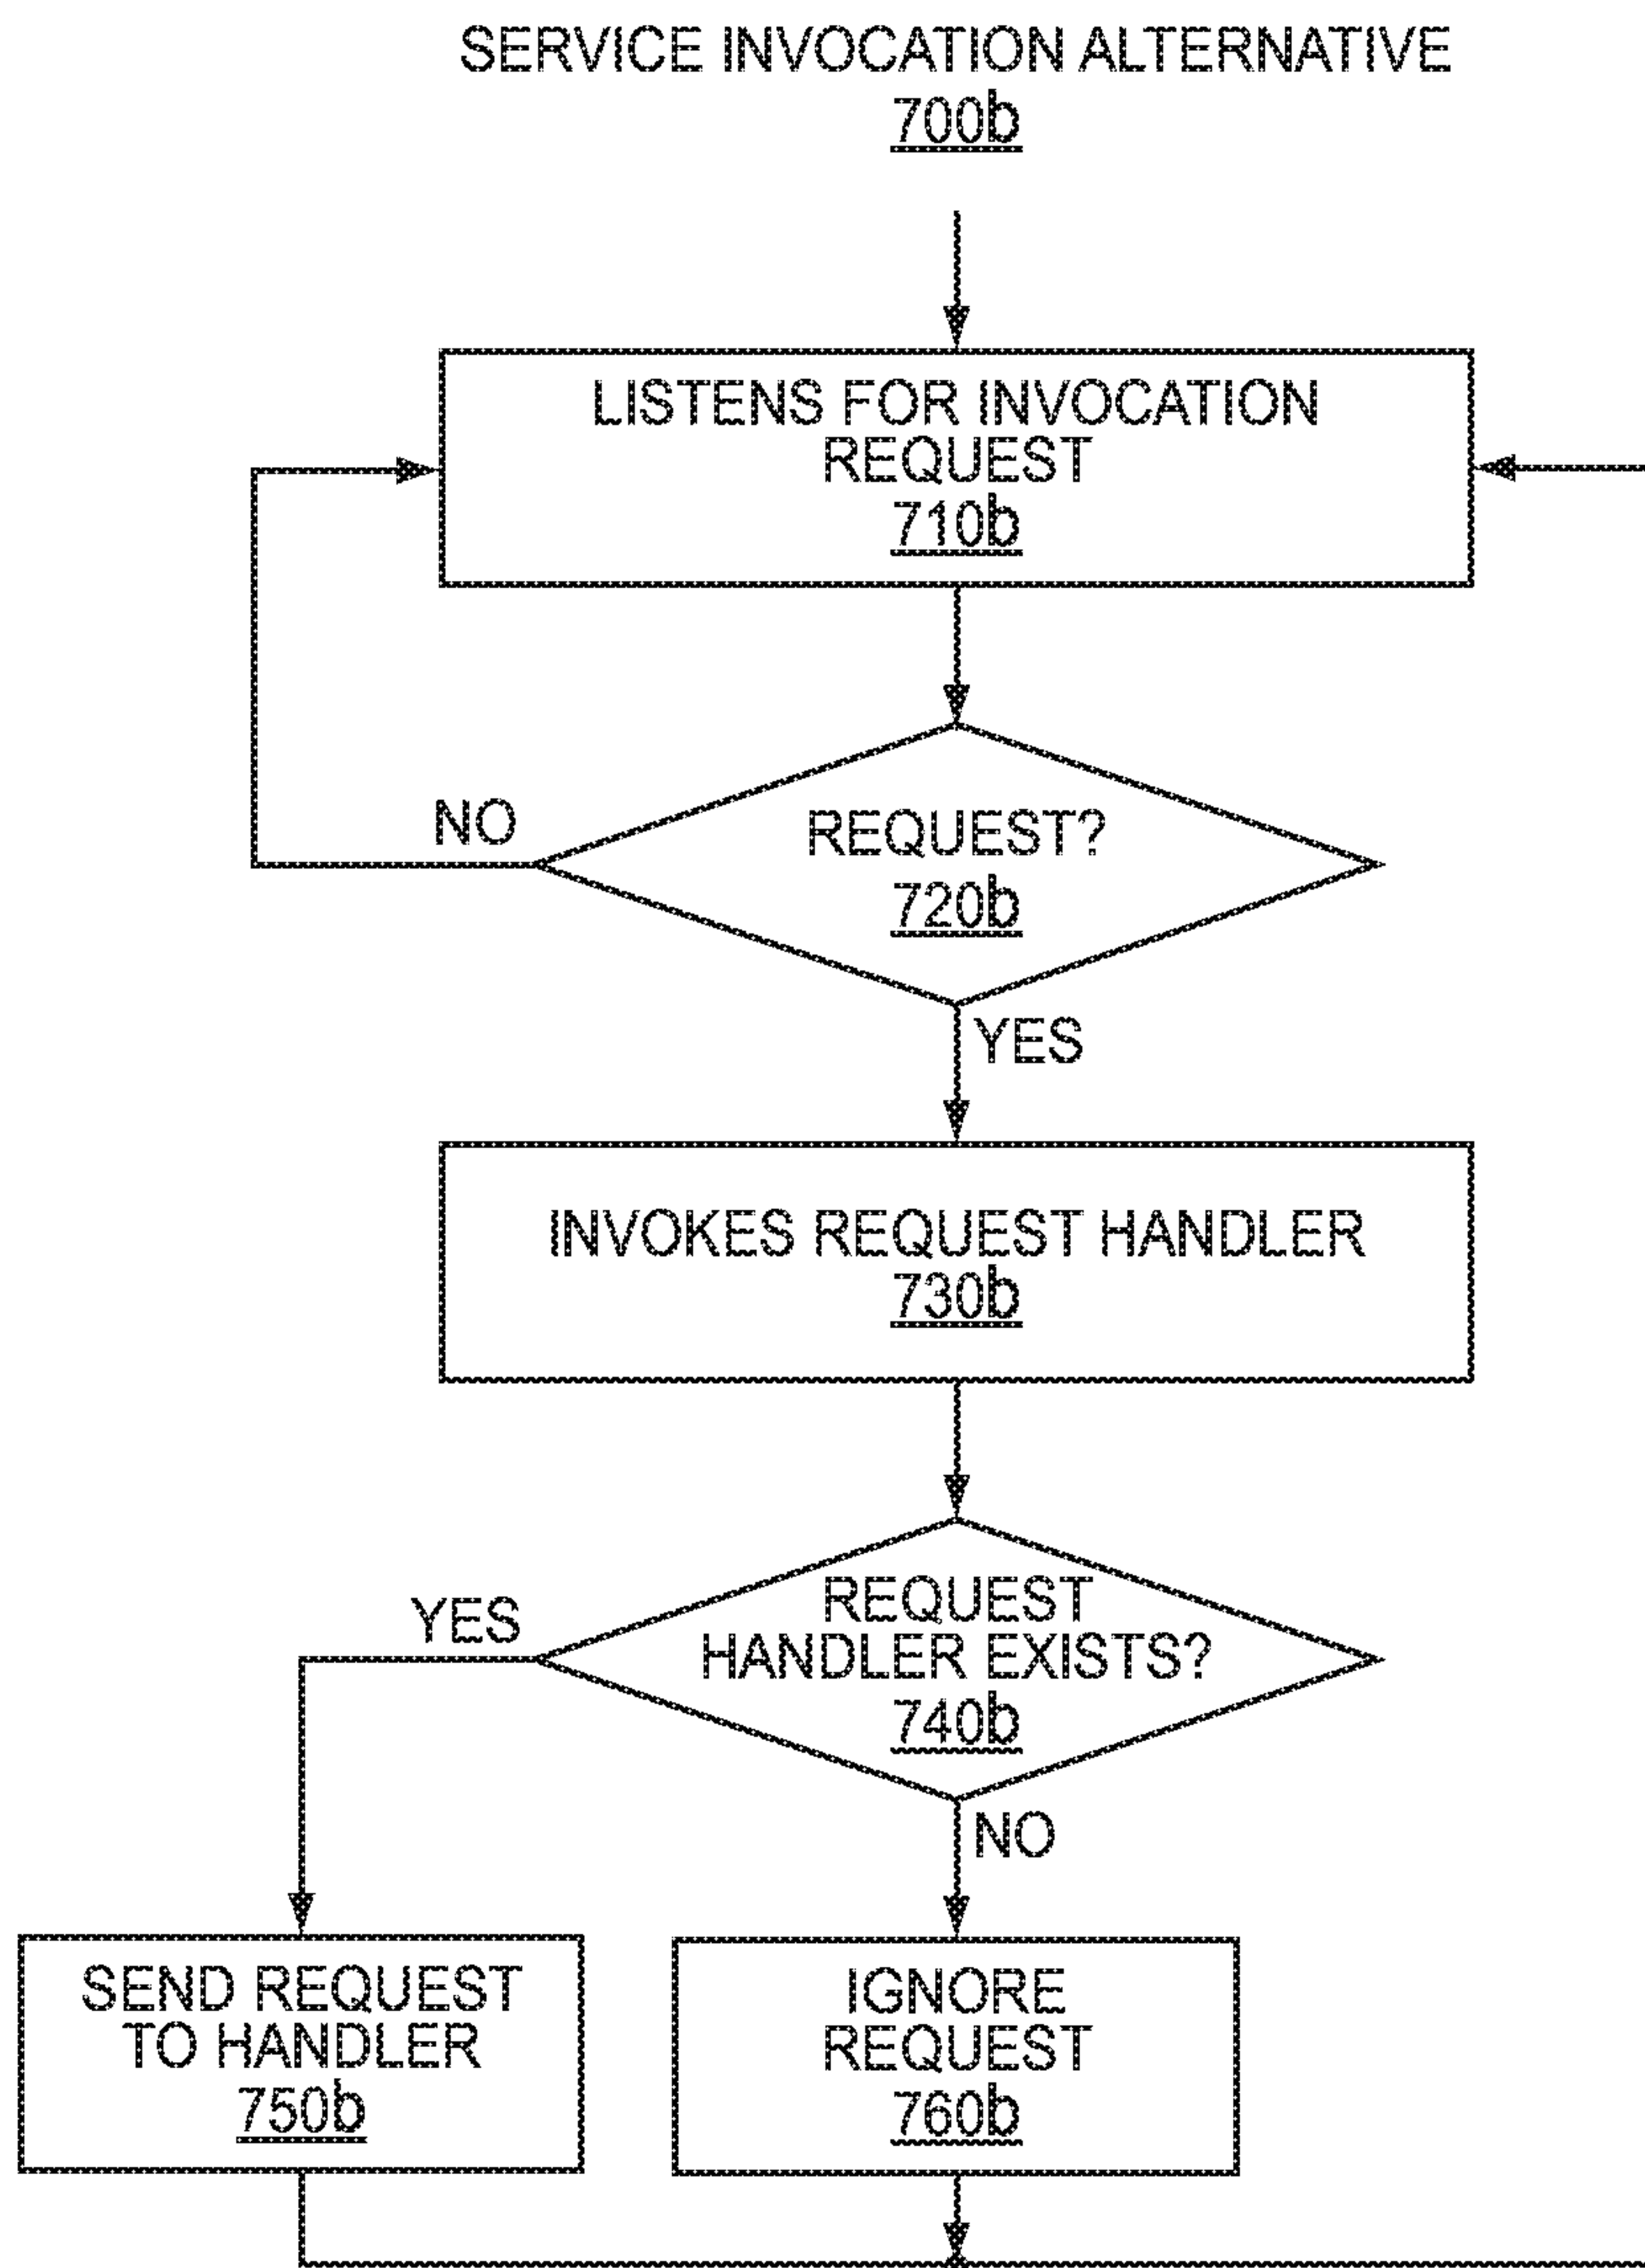 SERVICE INVOCATION ALTERNATIVE
700b
LISTENS FOR INVOCATION
REQUEST
710b
NO
REQUEST?
720b
YES
INVOKES REQUEST HANDLER
730b
YES
REQUEST
HANDLER EXISTS?
740b
NO
SEND REQUEST
TO HANDLER
750b
IGNORE
REQUEST
760b